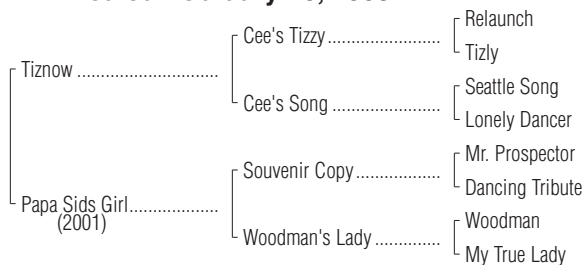 Relaunch
Cee's Tizzy
Tizly
Tiznow
Seattle Song
Cee's Song
Lonely Dancer
Mr. Prospector
Souvenir Copy
Dancing Tribute
Papa Sids Girl
(2001)
Woodman
Woodman's Lady
My True Lady